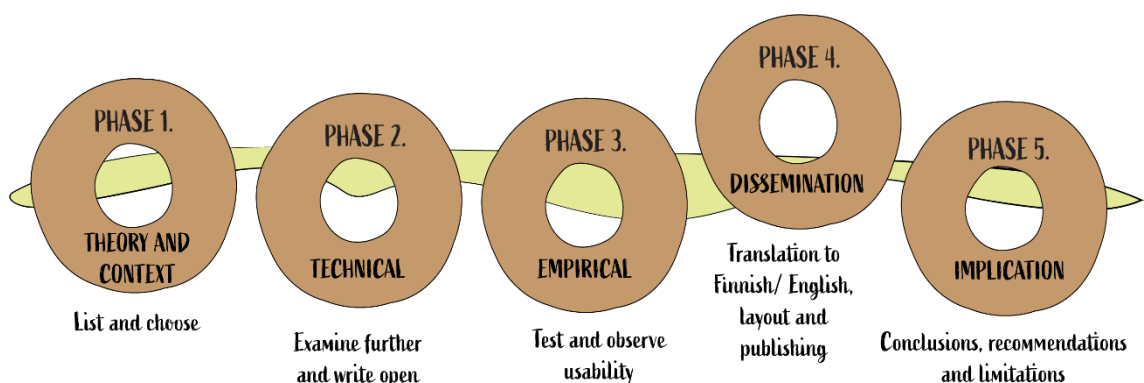 PHASE 1.
THEORY AND
CONTEXT
List and choose
PHASE 2.
TECHNICAL
Examine further
and write open
PHASE 3.
EMPIRICAL
Test and observe
usability
PHASE 4.
DISSEMINATION
Translation to
Finnish/ English,
layout and
publishing
PHASE 5.
IMPLICATION
Conclusions, recommendations
and limitations